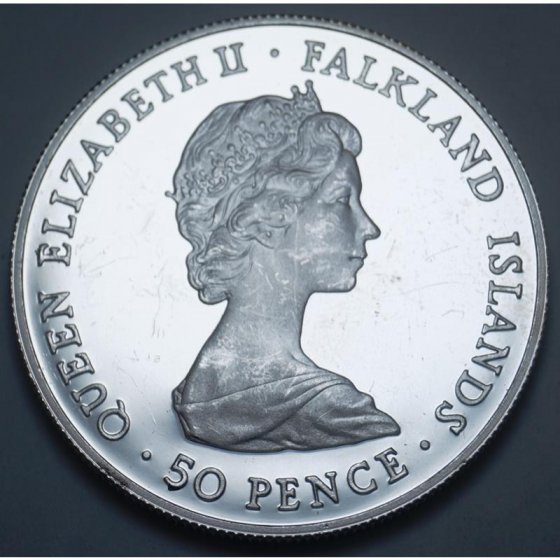 QUEEN ELIZABETH II · FALKLAND ISLANDS ·
50 PENCE ·